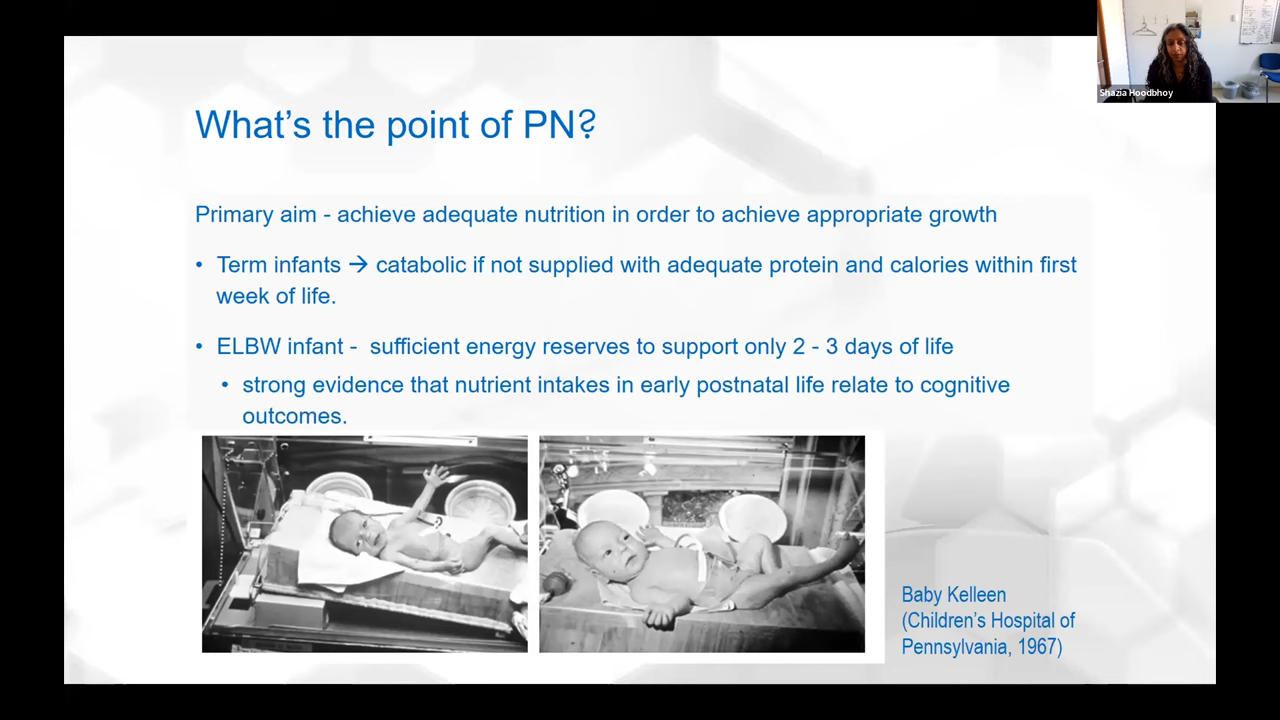 Shazia Hoodbhoy
What's the point of PN?
Primary aim - achieve adequate nutrition in order to achieve appropriate growth
• Term infants → catabolic if not supplied with adequate protein and calories within first
week of life.
• ELBW infant - sufficient energy reserves to support only 2 - 3 days of life
• strong evidence that nutrient intakes in early postnatal life relate to cognitive
outcomes.
Baby Kelleen
(Children's Hospital of
Pennsylvania, 1967)